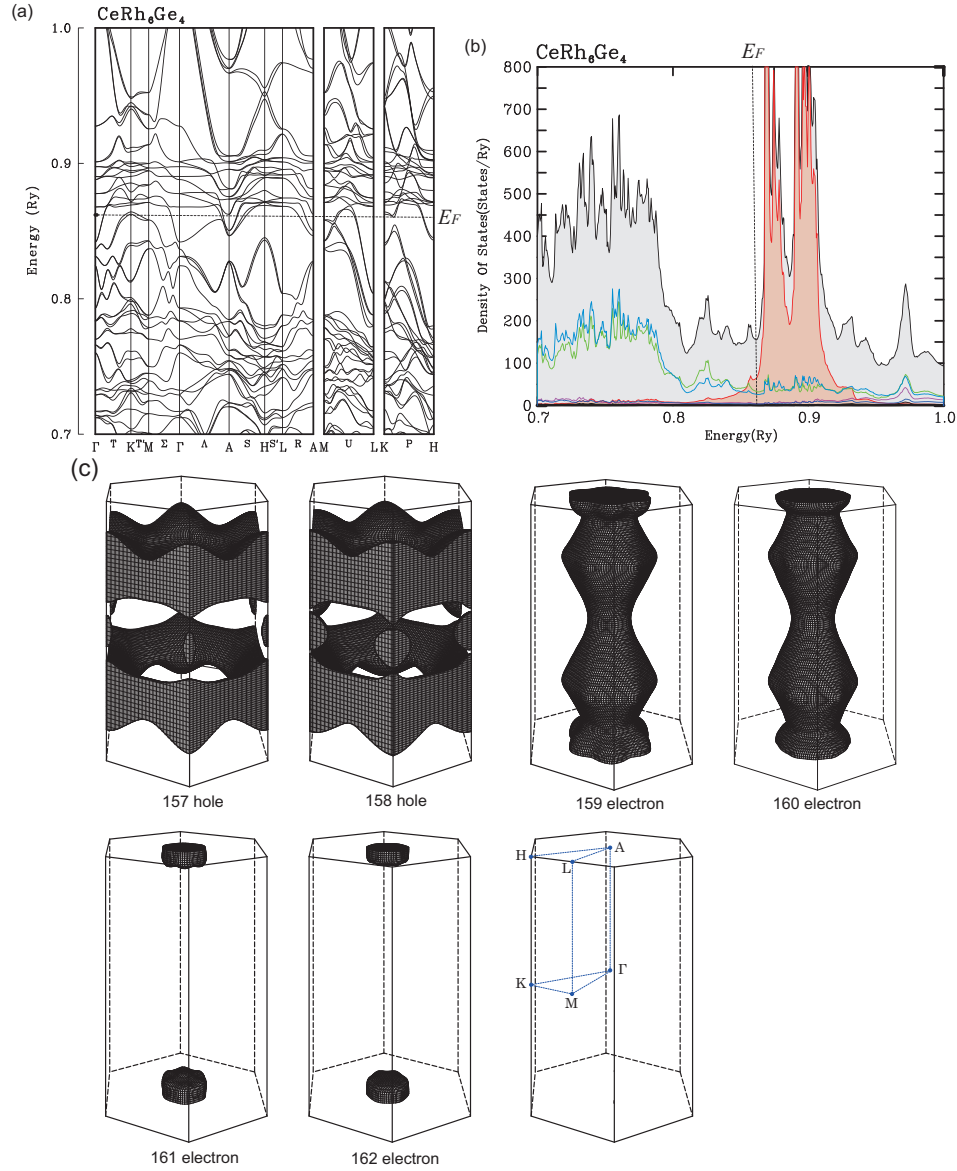 (a)
CeRh₆Ge₄
1.0
0.9
0.8
0.7
Energy (Ry)
E_F
Γ T K T' M Σ Γ Λ A S H S' L R A M U L K P H
(b)
CeRh₆Ge₄
E_F
800
700
600
500
400
300
200
100
0
Density Of States(States/Ry)
0.7 0.8 0.9 1.0
Energy(Ry)
(c)
157 hole
158 hole
159 electron
160 electron
H
A
L
Γ
K
M
161 electron
162 electron